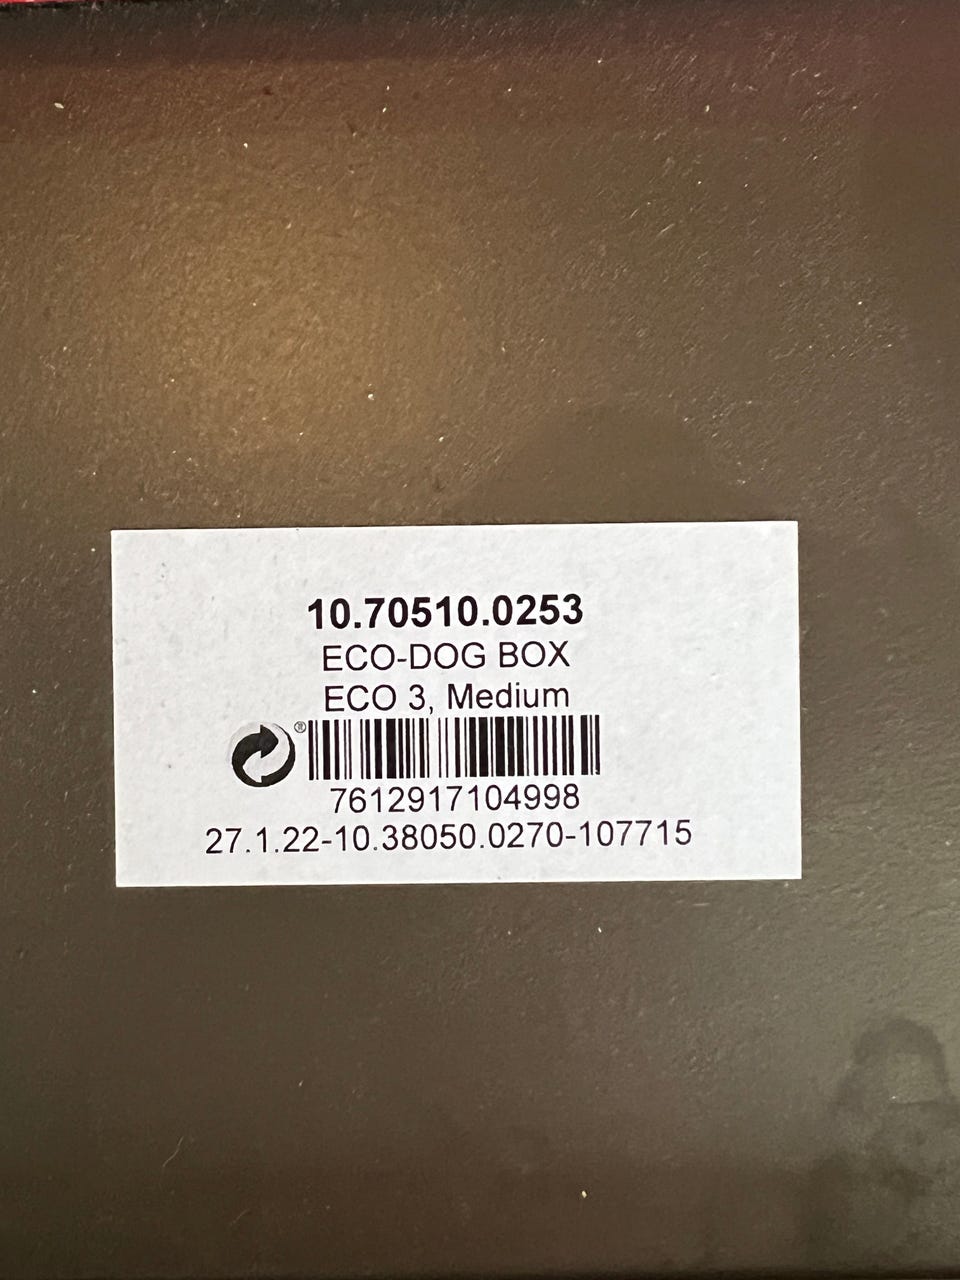 10.70510.0253
ECO-DOG BOX
ECO 3, Medium
®
7612917104998
27.1.22-10.38050.0270-107715